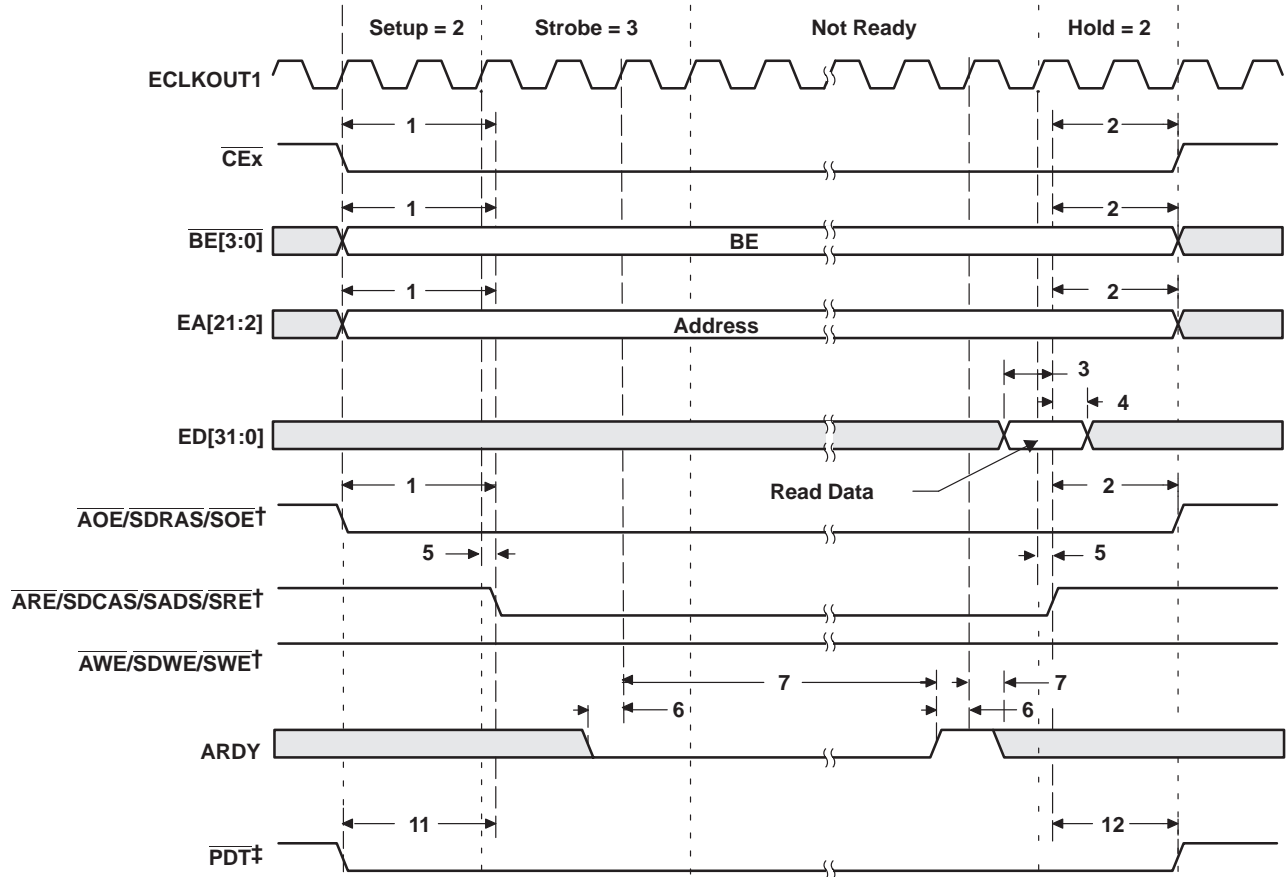 Setup = 2 Strobe = 3 Not Ready Hold = 2
ECLKOUT1
1 2
CEx
1 2
BE[3:0] BE
1 2
EA[21:2] Address
3
4
ED[31:0]
1 Read Data 2
AOE/SDRAS/SOE†
5 5
ARE/SDCAS/SADS/SRE†
AWE/SDWE/SWE†
7 7
6 6
ARDY
11 12
PDT‡